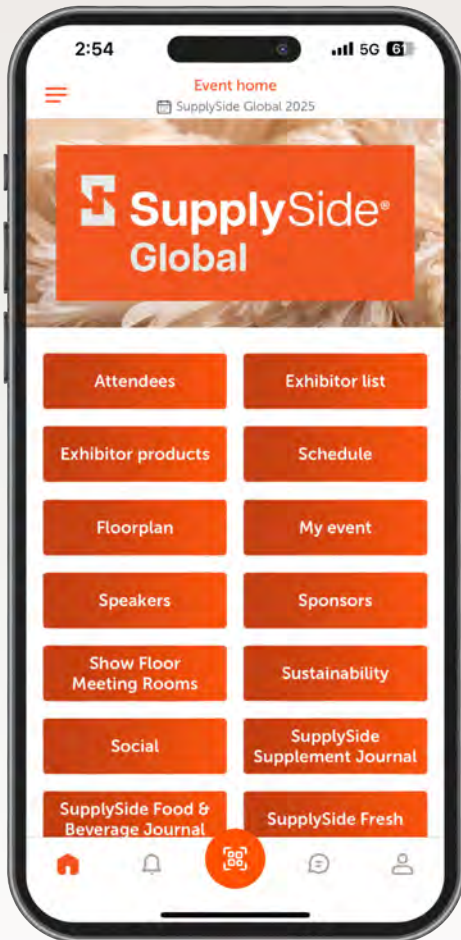 2:54
5G 61
Event home
SupplySide Global 2025
SupplySide®
Global
Attendees
Exhibitor list
Exhibitor products
Schedule
Floorplan
My event
Speakers
Sponsors
Show Floor
Meeting Rooms
Sustainability
Social
SupplySide
Supplement Journal
SupplySide Food &
Beverage Journal
SupplySide Fresh